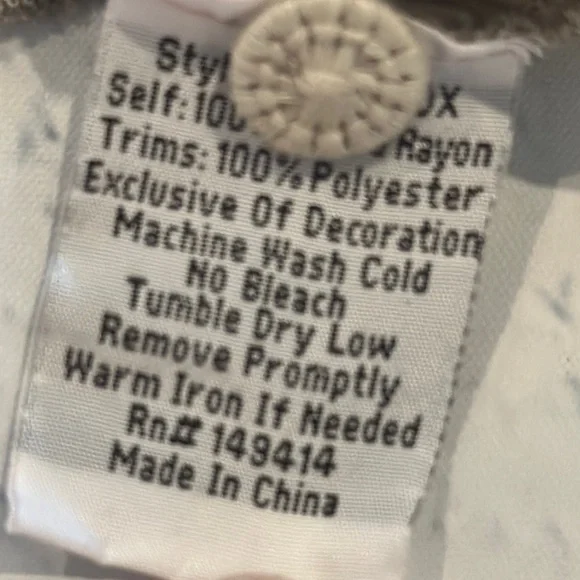 Self: 100 Rayon
Trims: 100% Polyester
Exclusive Of Decoration
Machine Wash Cold
No Bleach
Tumble Dry Low
Remove Promptly
Warm Iron If Needed
Rn# 149414
Made In China